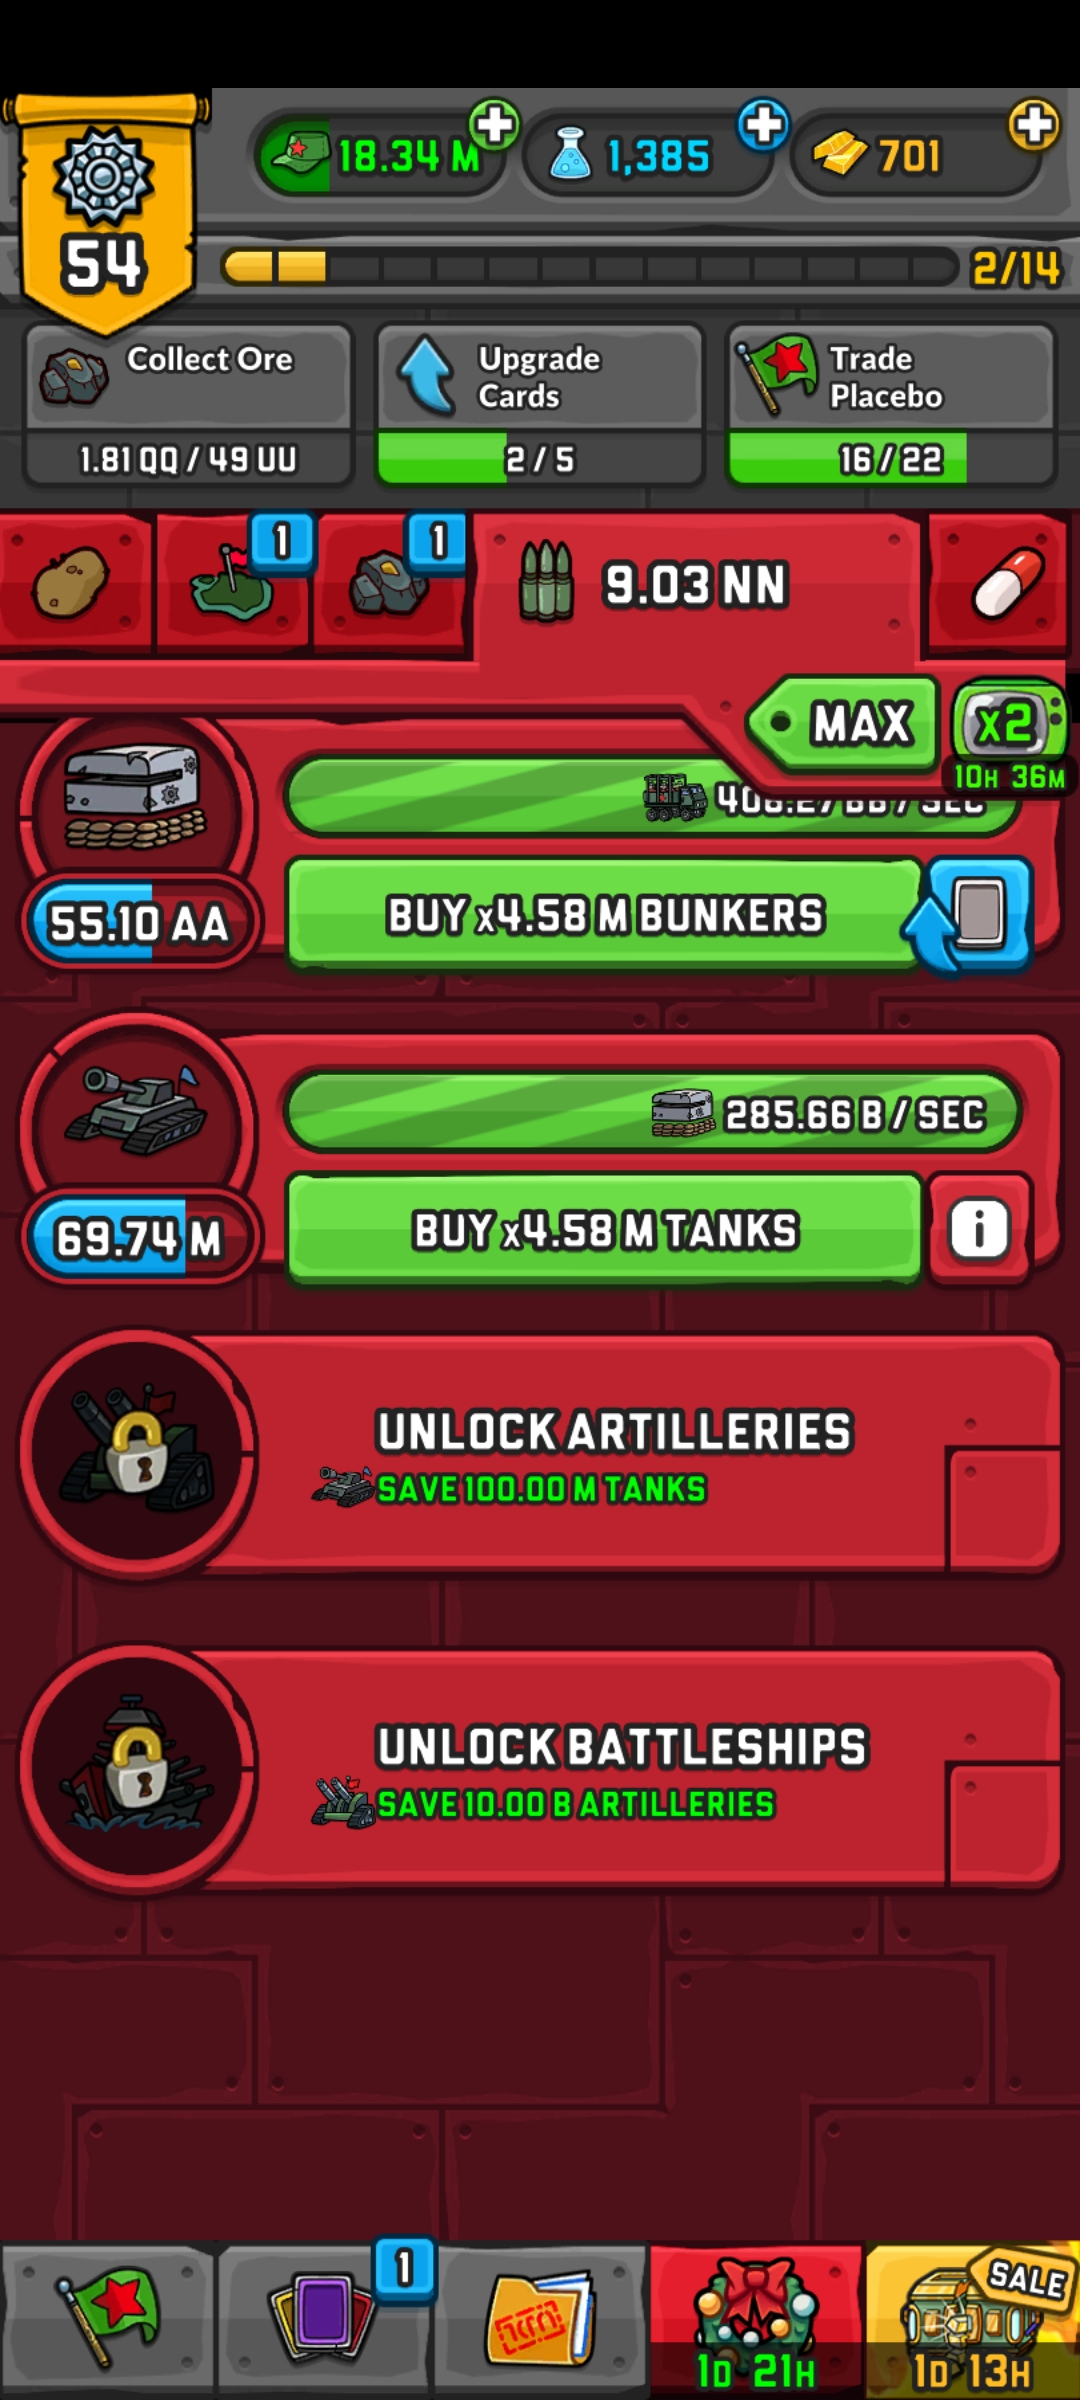 18.34 M
1,385
701
54
2/14
Collect Ore
1.81 QQ / 49 UU
Upgrade
Cards
2 / 5
Trade
Placebo
16 / 22
1
1
9.03 NN
MAX
x2
10H 36M
BB / SEC
55.10 AA
BUY x4.58 M BUNKERS
285.66 B / SEC
69.74 M
BUY x4.58 M TANKS
i
UNLOCK ARTILLERIES
SAVE 100.00 M TANKS
UNLOCK BATTLESHIPS
SAVE 10.00 B ARTILLERIES
1
1D 21H
SALE
1D 13H